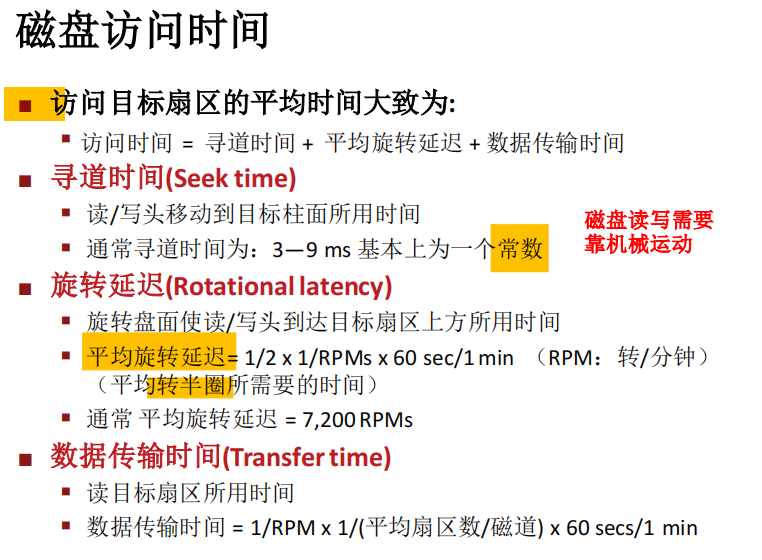 磁盘访问时间
访问目标扇区的平均时间大致为:
访问时间 = 寻道时间 + 平均旋转延迟 + 数据传输时间
寻道时间(Seek time)
读/写头移动到目标柱面所用时间
通常寻道时间为：3—9 ms 基本上为一个常数
磁盘读写需要
靠机械运动
旋转延迟(Rotational latency)
旋转盘面使读/写头到达目标扇区上方所用时间
平均旋转延迟= 1/2 x 1/RPMs x 60 sec/1 min （RPM：转/分钟）
（平均转半圈所需要的时间）
通常 平均旋转延迟 = 7,200 RPMs
数据传输时间(Transfer time)
读目标扇区所用时间
数据传输时间 = 1/RPM x 1/(平均扇区数/磁道) x 60 secs/1 min